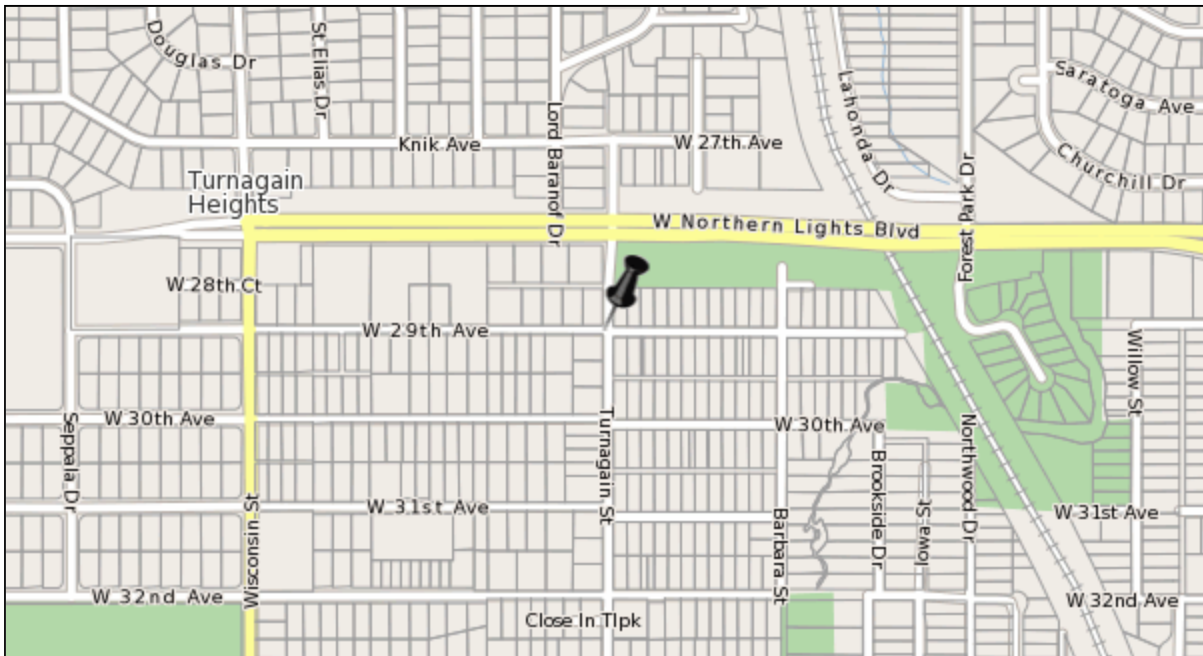 Douglas Dr
St Elias Dr
Lord Baranof Dr
Lahonda Dr
Saratoga Ave
Knik Ave
W 27th Ave
Churchill Dr
Turnagain
Heights
Forest Park Dr
W Northern Lights Blvd
W 28th Ct
W 29th Ave
Willow St
W 30th Ave
Seppala Dr
Turnagain St
W 30th Ave
Brookside Dr
Northwood Dr
Wisconsin St
W 31st Ave
Barbara St
Iowa St
W 31st Ave
W 32nd Ave
W 32nd Ave
Close In Tlpk